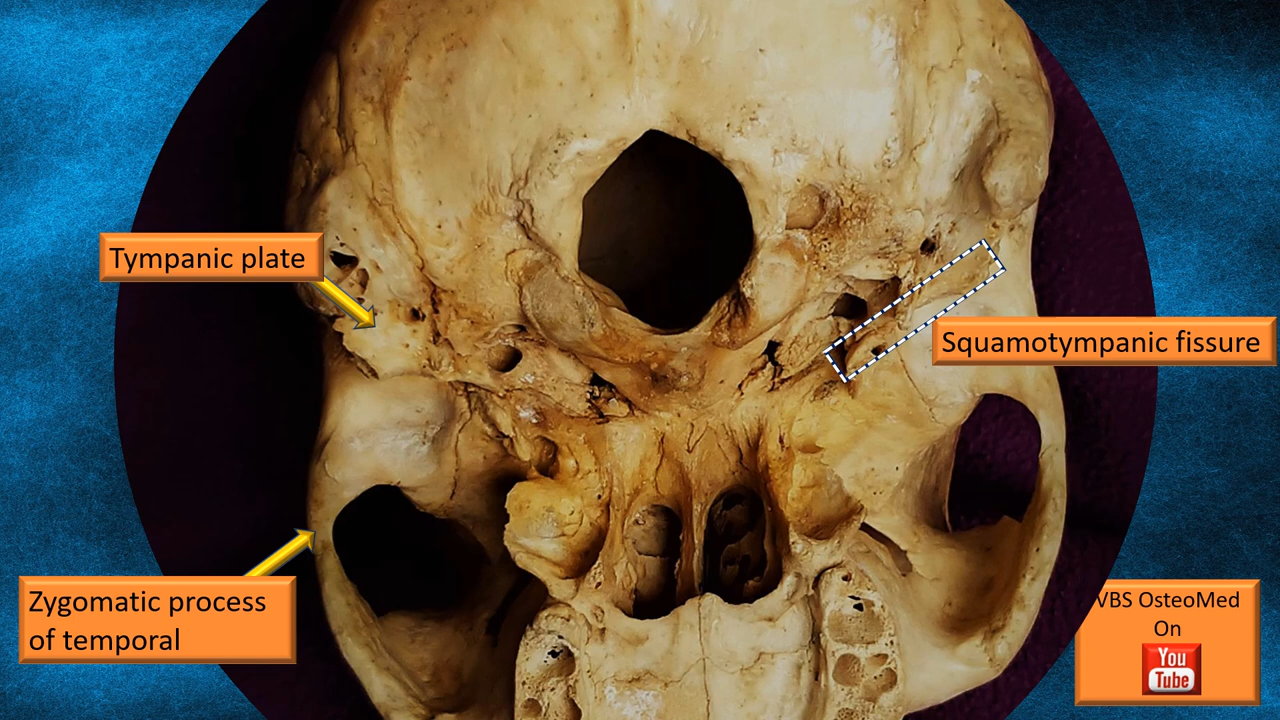 Tympanic plate
Squamotympanic fissure
Zygomatic process
of temporal
VBS OsteoMed
On
You
Tube